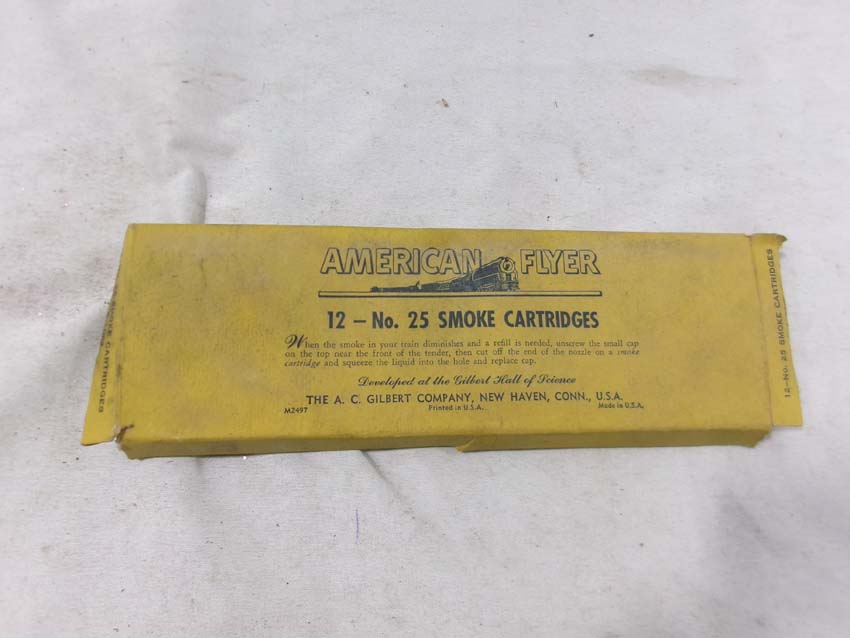 AMERICAN FLYER
12 – No. 25 SMOKE CARTRIDGES
When the smoke in your train diminishes and a refill is needed, unscrew the small cap
on the top near the front of the tender, then cut off the end of the nozzle on a smoke
cartridge and squeeze the liquid into the hole and replace cap.
Developed at the Gilbert Hall of Science
THE A. C. GILBERT COMPANY, NEW HAVEN, CONN., U.S.A.
M2497 Printed in U.S.A. Made in U.S.A.
SMOKE CARTRIDGES
12–No. 25 SMOKE CARTRIDGES